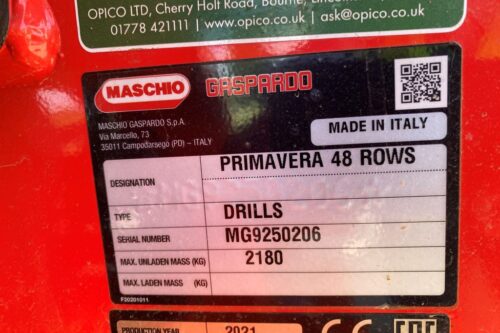 OPICO LTD, Cherry Holt Road, Bourne,
01778 421111 | www.opico.co.uk | ask@opico.co.uk
MASCHIO GASPARDO
MASCHIO GASPARDO S.p.A.
Via Marcello, 73
35011 Campodarsego (PD) – ITALY
MADE IN ITALY
DESIGNATION PRIMAVERA 48 ROWS
TYPE DRILLS
SERIAL NUMBER MG9250206
MAX. UNLADEN MASS (KG) 2180
MAX. LADEN MASS (KG)
F20201011
PRODUCTION YEAR 2021 CE